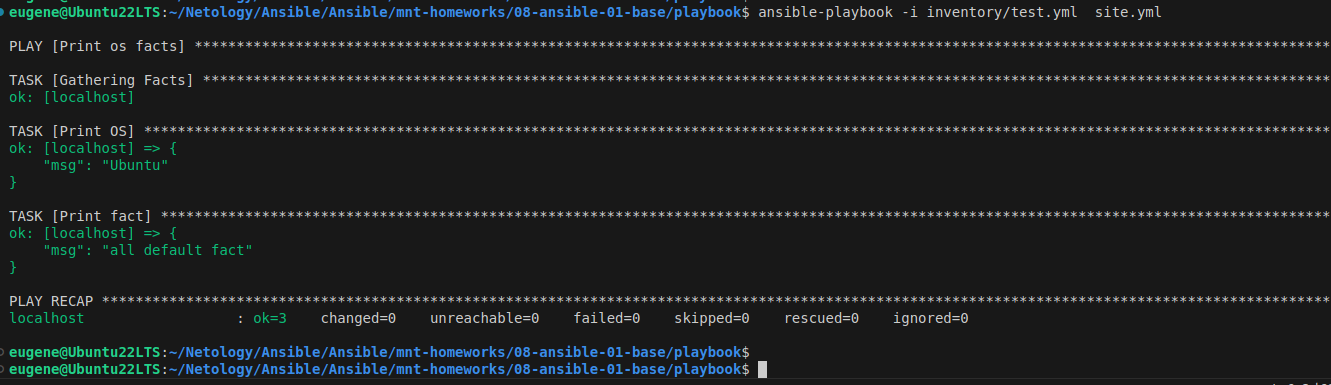 eugene@Ubuntu22LTS:~/Netology/Ansible/Ansible/mnt-homeworks/08-ansible-01-base/playbook$ ansible-playbook -i inventory/test.yml  site.yml
PLAY [Print os facts] ****************************************************************************************************************************************
TASK [Gathering Facts] ***************************************************************************************************************************************
ok: [localhost]
TASK [Print OS] **********************************************************************************************************************************************
ok: [localhost] => {
    "msg": "Ubuntu"
}
TASK [Print fact] ********************************************************************************************************************************************
ok: [localhost] => {
    "msg": "all default fact"
}
PLAY RECAP ***************************************************************************************************************************************************
localhost                  : ok=3    changed=0    unreachable=0    failed=0    skipped=0    rescued=0    ignored=0
eugene@Ubuntu22LTS:~/Netology/Ansible/Ansible/mnt-homeworks/08-ansible-01-base/playbook$
eugene@Ubuntu22LTS:~/Netology/Ansible/Ansible/mnt-homeworks/08-ansible-01-base/playbook$